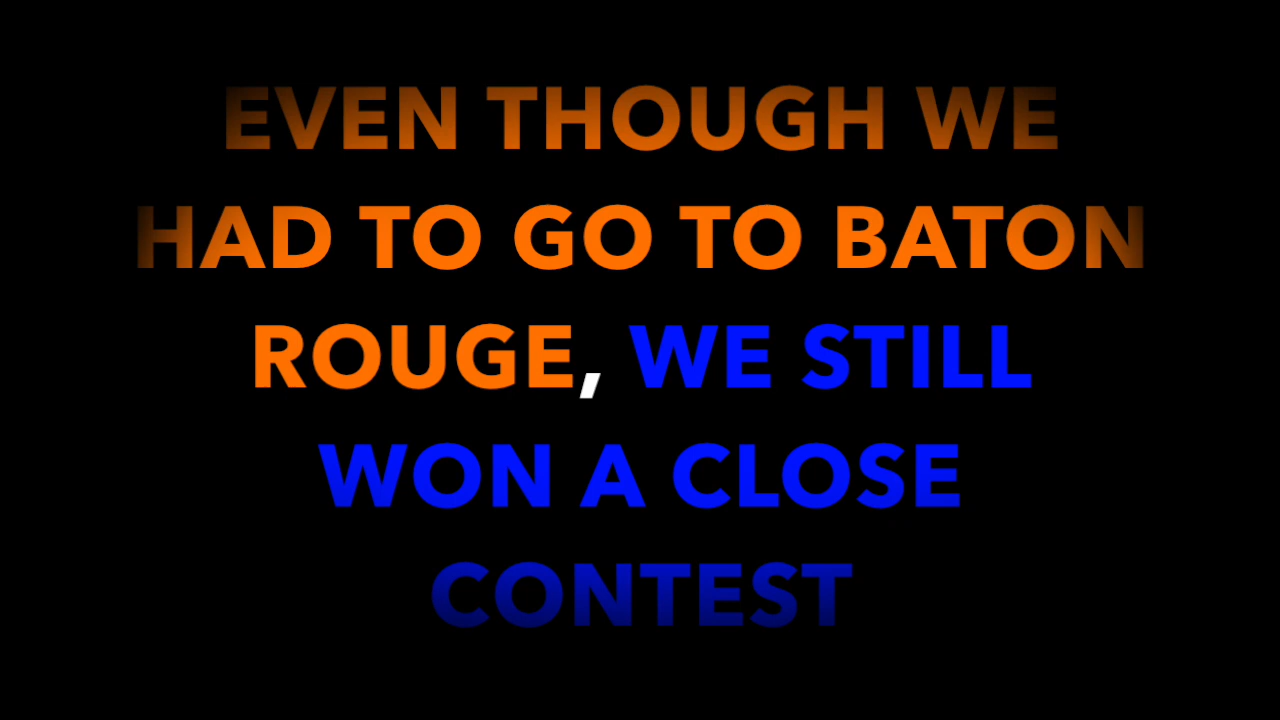 EVEN THOUGH WE
HAD TO GO TO BATON
ROUGE, WE STILL
WON A CLOSE
CONTEST